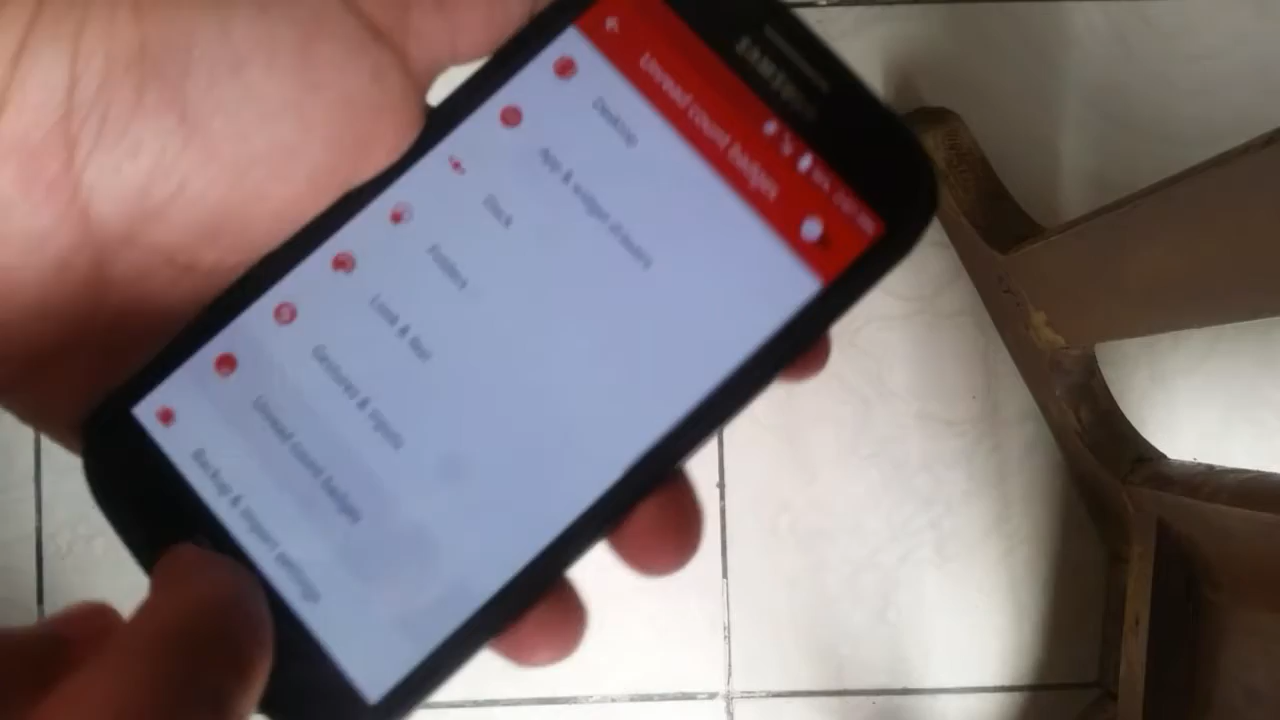 SAMSUNG
Unread count badges
Desktop
App & widget drawers
Dock
Folders
Look & feel
Gestures & inputs
Unread count badges
Backup & import settings